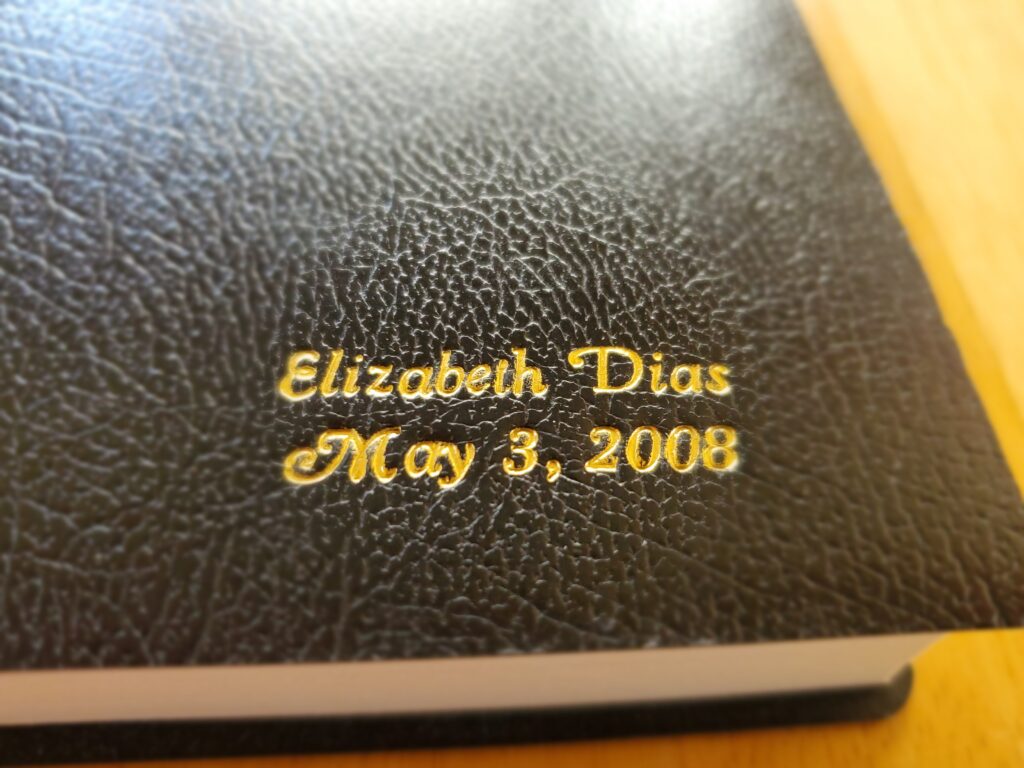 Elizabeth Dias
May 3, 2008